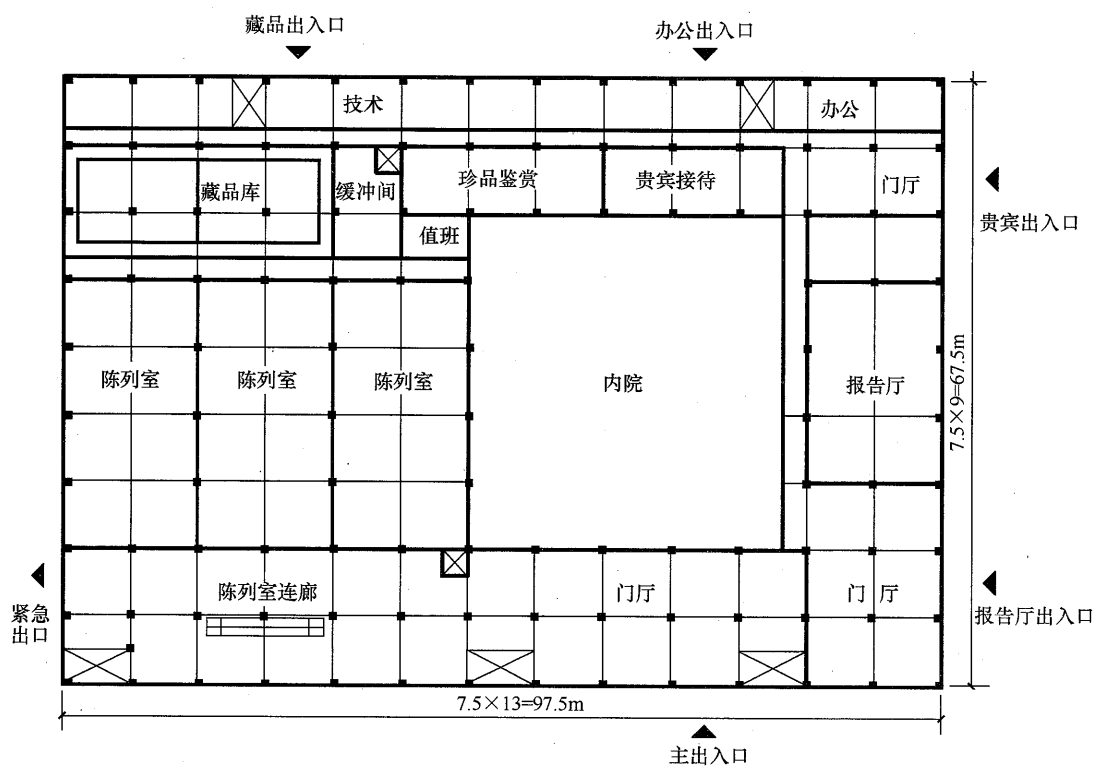 藏品出入口
办公出入口
技术
办公
藏品库
缓冲间
珍品鉴赏
贵宾接待
门厅
贵宾出入口
值班
陈列室
陈列室
陈列室
内院
报告厅
7.5×9=67.5m
紧急
出口
陈列室连廊
门厅
门 厅
报告厅出入口
7.5×13=97.5m
主出入口